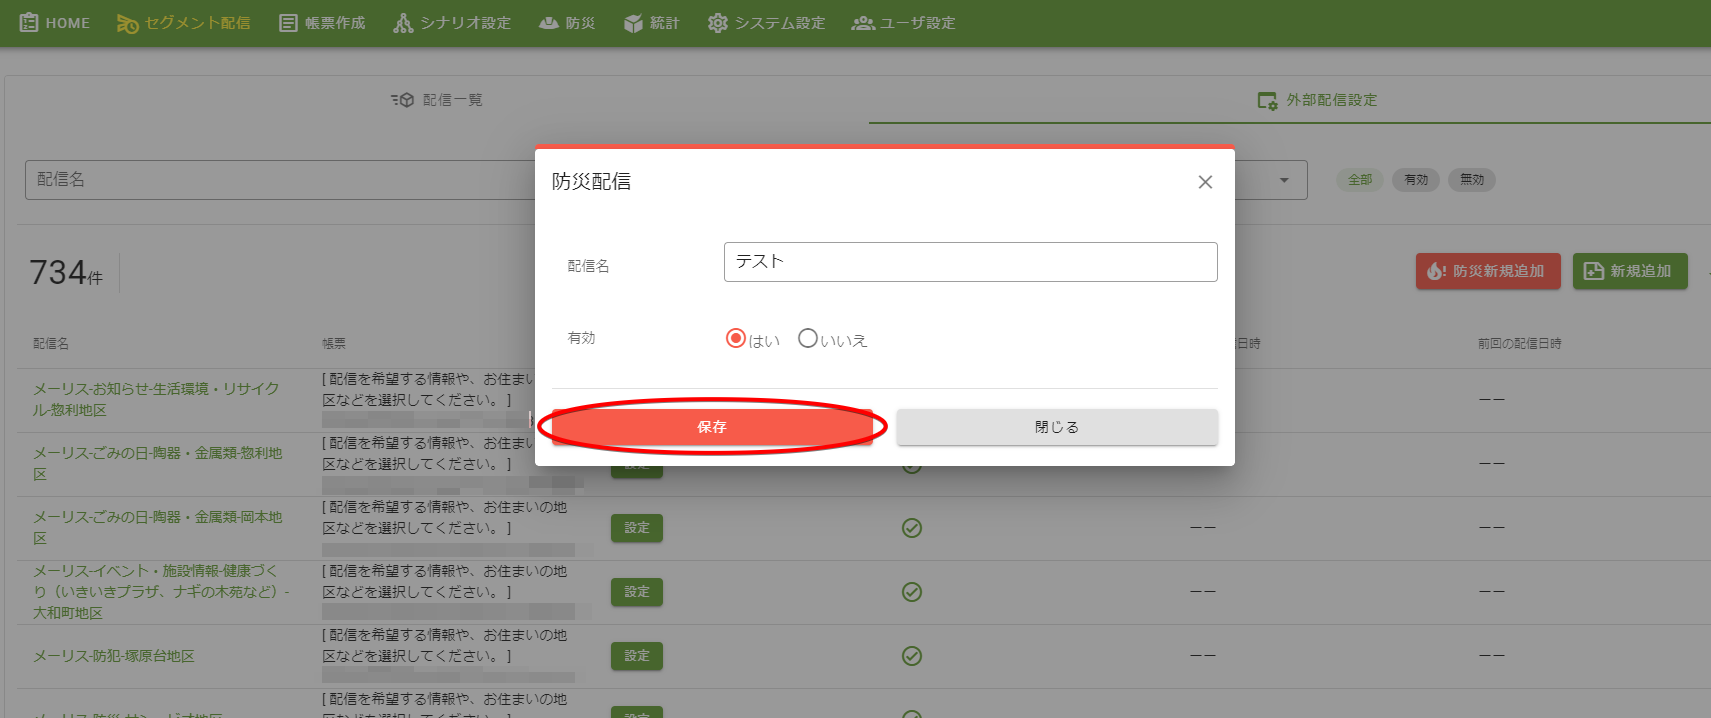 HOME
セグメント配信
帳票作成
シナリオ設定
防災
統計
システム設定
ユーザ設定
配信一覧
外部配信設定
配信名
全部
有効
無効
734件
防災新規追加
新規追加
防災配信
配信名
テスト
有効
はい
いいえ
保存
閉じる
配信名
帳票
日時
前回の配信日時
メーリス-お知らせ-生活環境・リサイク
ル-惣利地区
[ 配信を希望する情報や、お住まい
区などを選択してください。 ]
——
メーリス-ごみの日-陶器・金属類-惣利地
区
[ 配信を希望する情報や、お住まい
区などを選択してください。 ]
——
メーリス-ごみの日-陶器・金属類-岡本地
区
[ 配信を希望する情報や、お住まいの地
区などを選択してください。 ]
設定
——
——
メーリス-イベント・施設情報-健康づく
り（いきいきプラザ、ナギの木苑など）-
大和町地区
[ 配信を希望する情報や、お住まいの地
区などを選択してください。 ]
設定
——
——
メーリス-防犯-塚原台地区
[ 配信を希望する情報や、お住まいの地
区などを選択してください。 ]
設定
——
——
[ 配信を希望する情報や、お住まいの地